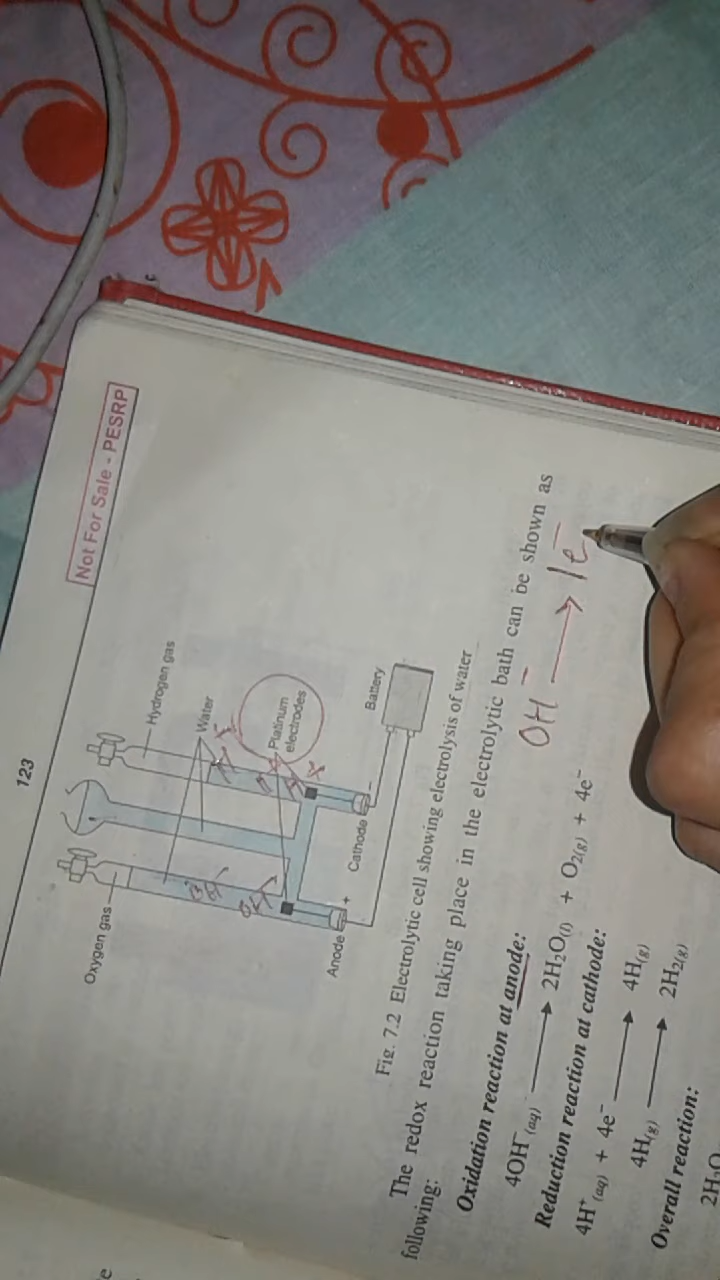 123
Not For Sale - PESRP
Oxygen gas
Hydrogen gas
Water
Platinum
electrodes
Anode
+
Cathode
-
Battery
Fig. 7.2 Electrolytic cell showing electrolysis of water
The redox reaction taking place in the electrolytic bath can be shown as
following:
OH⁻ → 1e⁻
Oxidation reaction at anode:
4OH⁻(aq) → 2H₂O(l) + O₂(g) + 4e⁻
Reduction reaction at cathode:
4H⁺(aq) + 4e⁻ → 4H(g)
4H(g) → 2H₂(g)
Overall reaction: